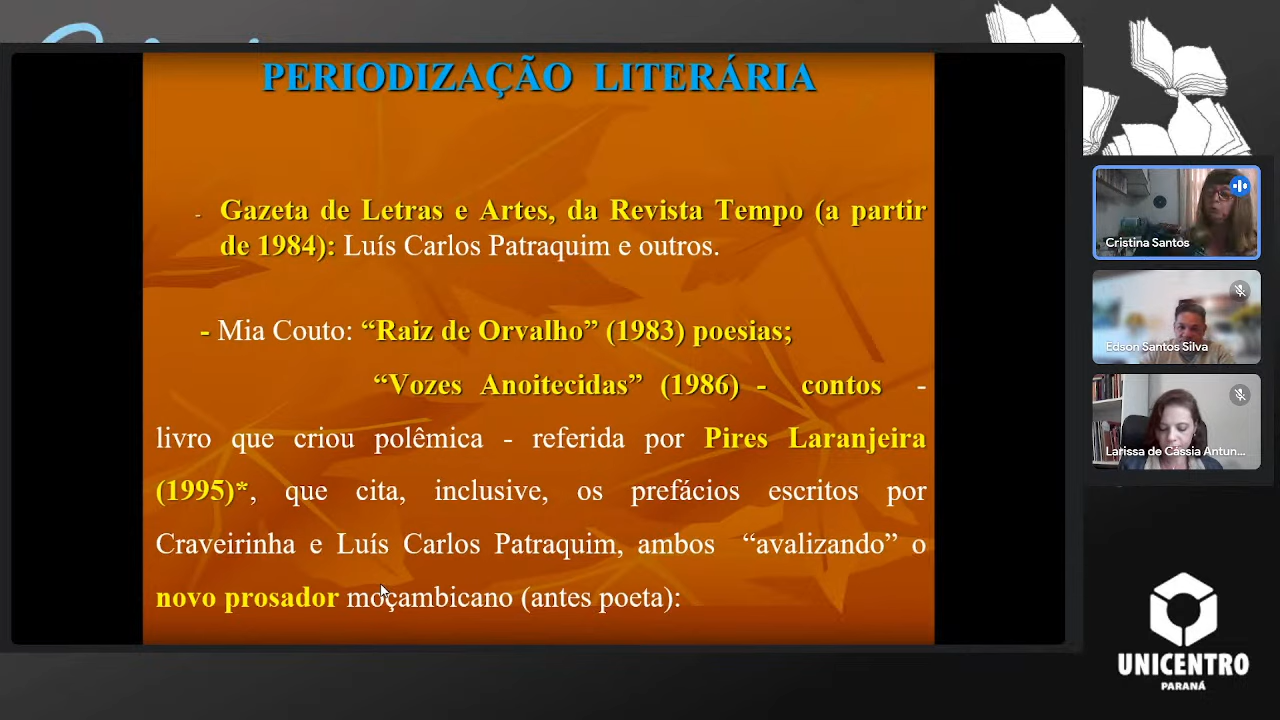 PERIODIZAÇÃO LITERÁRIA
- Gazeta de Letras e Artes, da Revista Tempo (a partir
de 1984): Luís Carlos Patraquim e outros.
- Mia Couto: “Raiz de Orvalho” (1983) poesias;
“Vozes Anoitecidas” (1986) - contos -
livro que criou polêmica - referida por Pires Laranjeira
(1995)*, que cita, inclusive, os prefácios escritos por
Craveirinha e Luís Carlos Patraquim, ambos “avalizando” o
novo prosador moçambicano (antes poeta):
Cristina Santos
Edson Santos Silva
Larissa de Cássia Antun...
UNICENTRO
PARANÁ